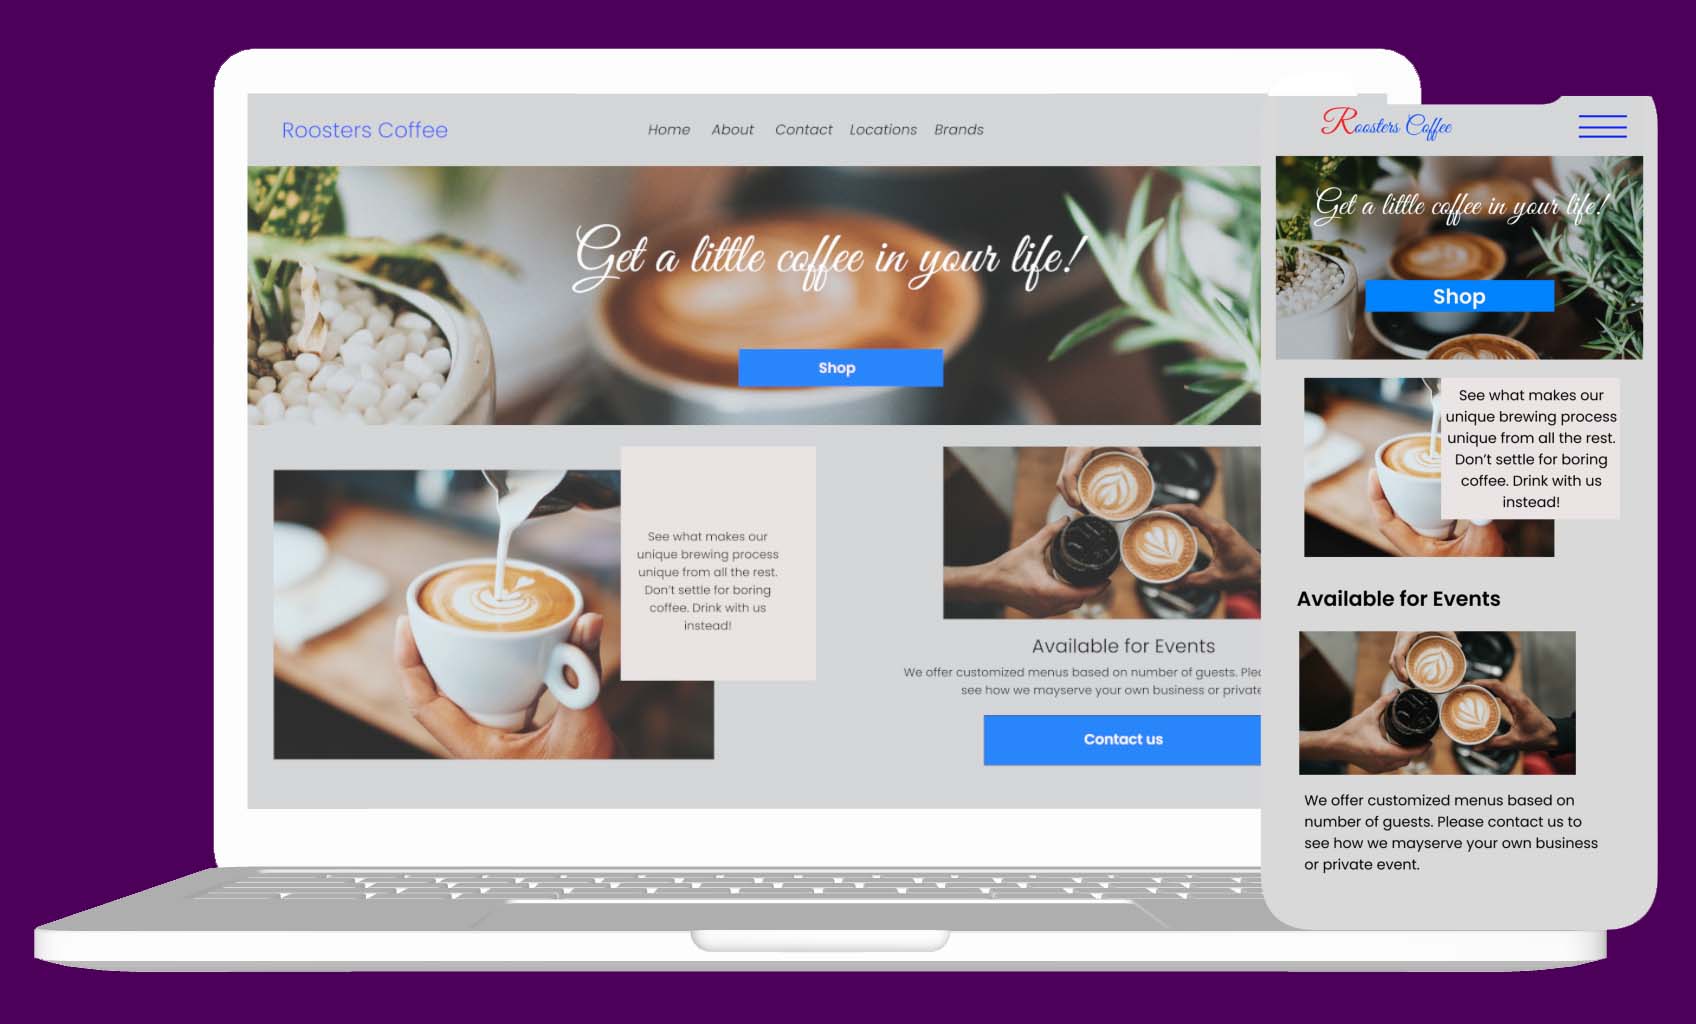 Roosters Coffee
Home About Contact Locations Brands
Get a little coffee in your life!
Shop
See what makes our
unique brewing process
unique from all the rest.
Don't settle for boring
coffee. Drink with us
instead!
Available for Events
We offer customized menus based on number of guests.
see how we mayserve your own business or private
Contact us
Roosters Coffee
Get a little coffee in your life!
Shop
See what makes our
unique brewing process
unique from all the rest.
Don't settle for boring
coffee. Drink with us
instead!
Available for Events
We offer customized menus based on
number of guests. Please contact us to
see how we mayserve your own business
or private event.